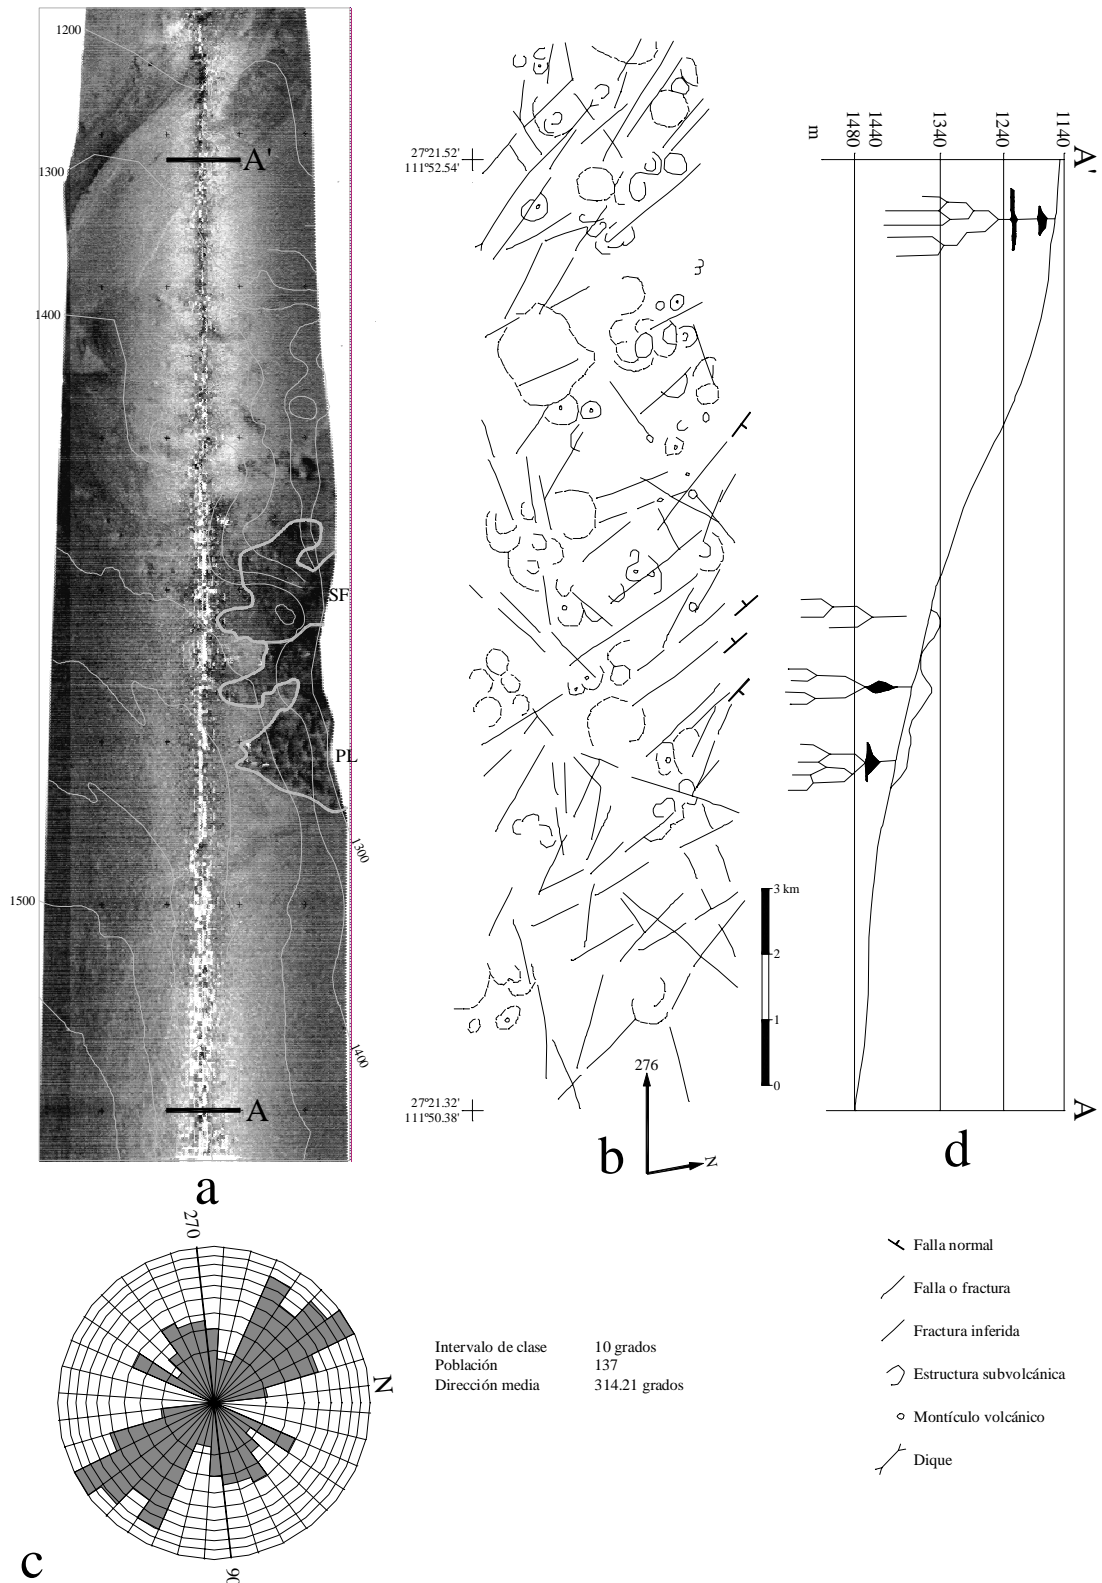 1200
A'
1300
1400
SF
PL
1300
1500
1400
A
a
27°21.52'
111°52.54'
27°21.32'
111°50.38'
3 km
2
1
0
276
N
b
m
1480
1440
1340
1240
1140
A'
A
d
270
N
90
c
Intervalo de clase 10 grados
Población 137
Dirección media 314.21 grados
Falla normal
Falla o fractura
Fractura inferida
Estructura subvolcánica
Montículo volcánico
Dique